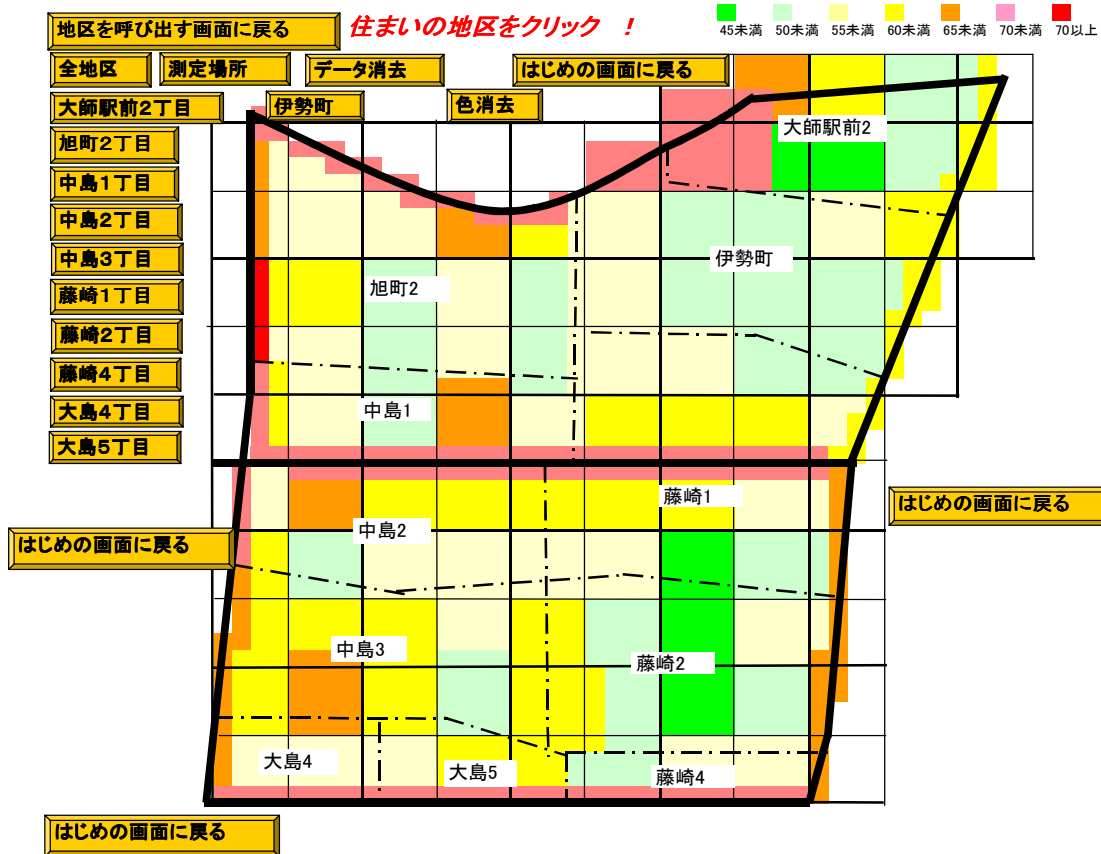 地区を呼び出す画面に戻る
住まいの地区をクリック ！
45未満 50未満 55未満 60未満 65未満 70未満 70以上
全地区
測定場所
データ消去
はじめの画面に戻る
大師駅前2丁目
伊勢町
色消去
旭町2丁目
中島1丁目
中島2丁目
中島3丁目
藤崎1丁目
藤崎2丁目
藤崎4丁目
大島4丁目
大島5丁目
大師駅前2
伊勢町
旭町2
中島1
藤崎1
はじめの画面に戻る
中島2
はじめの画面に戻る
中島3
藤崎2
大島4
大島5
藤崎4
はじめの画面に戻る